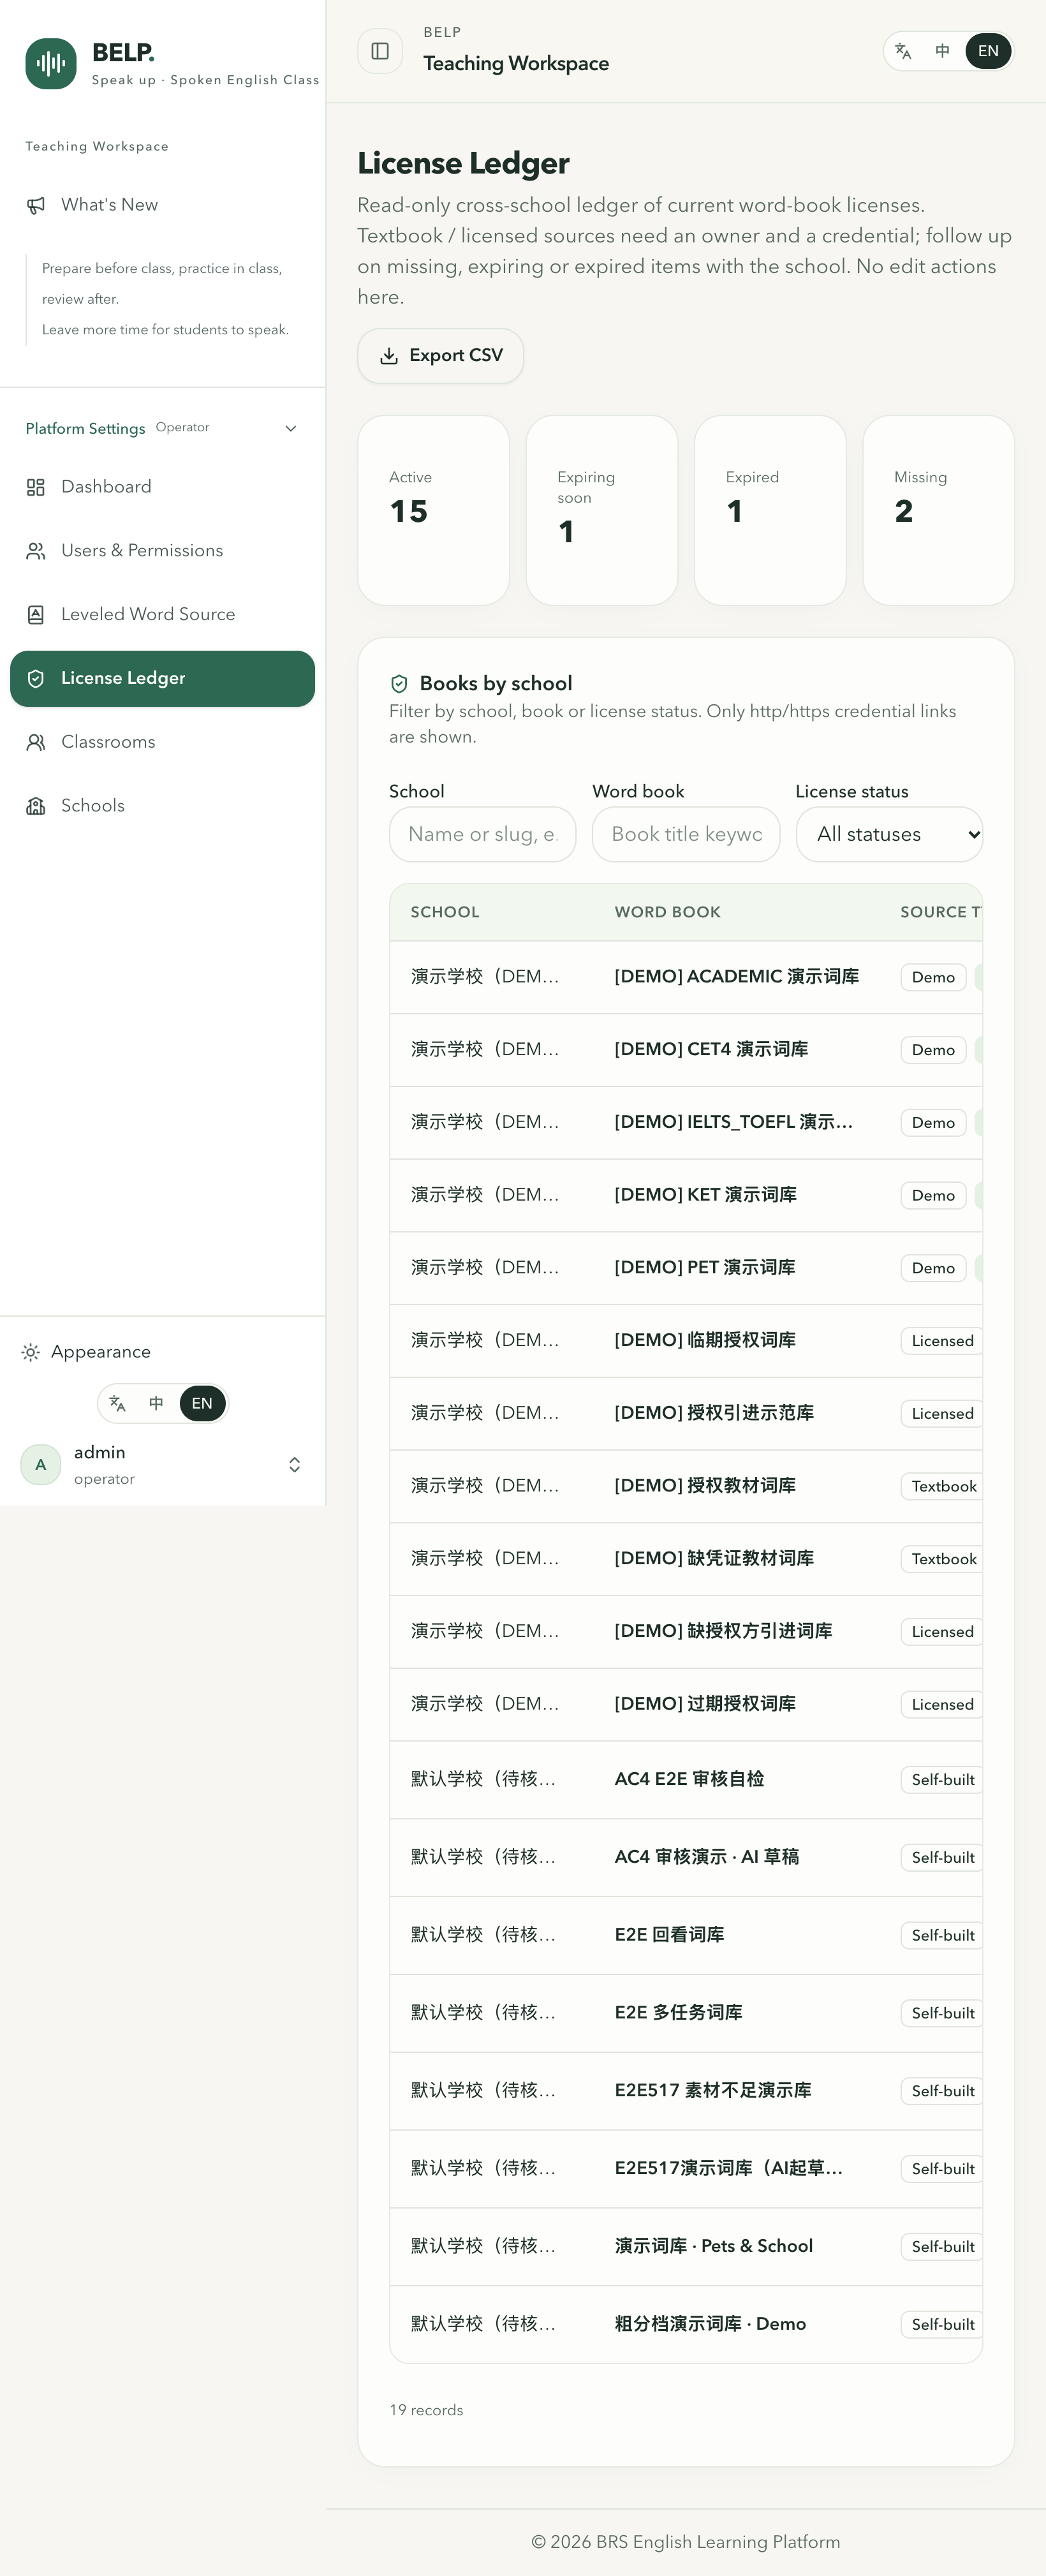 BELP.
Speak up · Spoken English Class
Teaching Workspace
What's New
Prepare before class, practice in class,
review after.
Leave more time for students to speak.
Platform Settings Operator
Dashboard
Users & Permissions
Leveled Word Source
License Ledger
Classrooms
Schools
Appearance
中 EN
A
admin
operator
BELP
Teaching Workspace
中 EN
License Ledger
Read-only cross-school ledger of current word-book licenses.
Textbook / licensed sources need an owner and a credential; follow up
on missing, expiring or expired items with the school. No edit actions
here.
Export CSV
Active
15
Expiring
soon
1
Expired
1
Missing
2
Books by school
Filter by school, book or license status. Only http/https credential links
are shown.
School Word book License status
Name or slug, e. Book title keywo All statuses
SCHOOL WORD BOOK SOURCE T
演示学校（DEM... [DEMO] ACADEMIC 演示词库 Demo
演示学校（DEM... [DEMO] CET4 演示词库 Demo
演示学校（DEM... [DEMO] IELTS_TOEFL 演示... Demo
演示学校（DEM... [DEMO] KET 演示词库 Demo
演示学校（DEM... [DEMO] PET 演示词库 Demo
演示学校（DEM... [DEMO] 临期授权词库 Licensed
演示学校（DEM... [DEMO] 授权引进示范库 Licensed
演示学校（DEM... [DEMO] 授权教材词库 Textbook
演示学校（DEM... [DEMO] 缺凭证教材词库 Textbook
演示学校（DEM... [DEMO] 缺授权方引进词库 Licensed
演示学校（DEM... [DEMO] 过期授权词库 Licensed
默认学校（待核... AC4 E2E 审核自检 Self-built
默认学校（待核... AC4 审核演示 · AI 草稿 Self-built
默认学校（待核... E2E 回看词库 Self-built
默认学校（待核... E2E 多任务词库 Self-built
默认学校（待核... E2E517 素材不足演示库 Self-built
默认学校（待核... E2E517演示词库（AI起草... Self-built
默认学校（待核... 演示词库 · Pets & School Self-built
默认学校（待核... 粗分档演示词库 · Demo Self-built
19 records
© 2026 BRS English Learning Platform